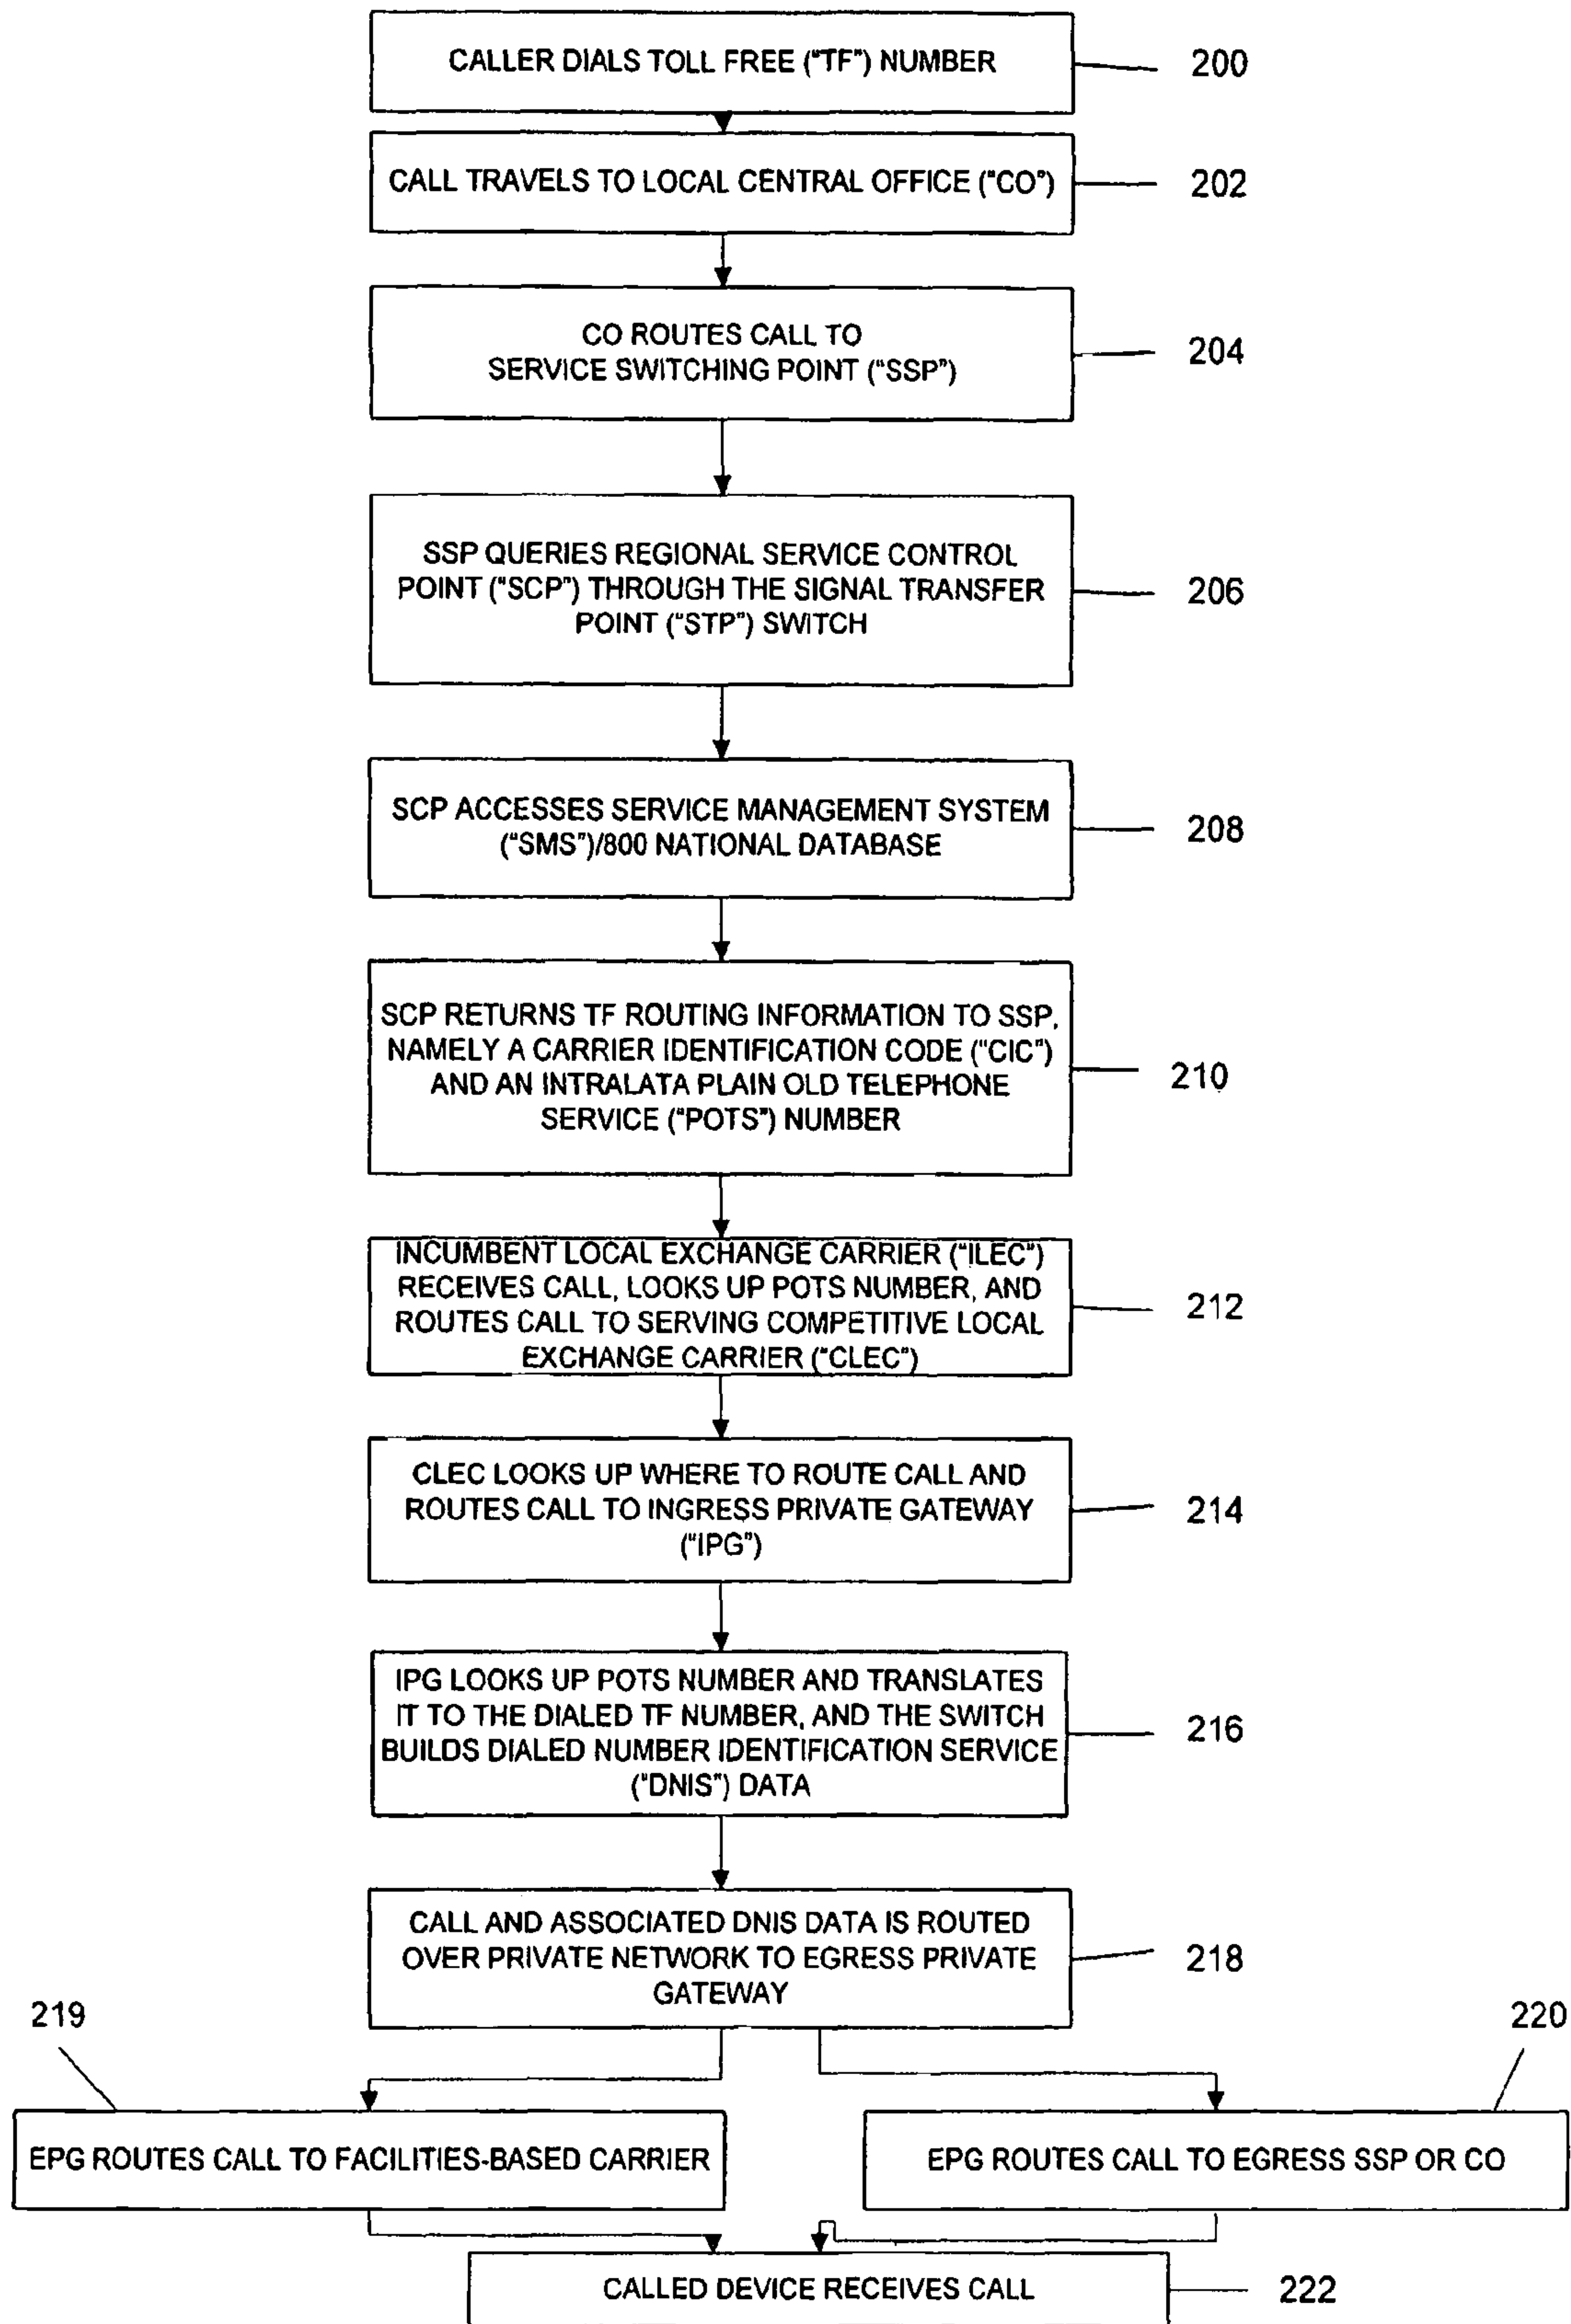 CALLER DIALS TOLL FREE ("TF") NUMBER
200
CALL TRAVELS TO LOCAL CENTRAL OFFICE ("CO")
202
CO ROUTES CALL TO
SERVICE SWITCHING POINT ("SSP")
204
SSP QUERIES REGIONAL SERVICE CONTROL
POINT ("SCP") THROUGH THE SIGNAL TRANSFER
POINT ("STP") SWITCH
206
SCP ACCESSES SERVICE MANAGEMENT SYSTEM
("SMS")/800 NATIONAL DATABASE
208
SCP RETURNS TF ROUTING INFORMATION TO SSP,
NAMELY A CARRIER IDENTIFICATION CODE ("CIC")
AND AN INTRALATA PLAIN OLD TELEPHONE
SERVICE ("POTS") NUMBER
210
INCUMBENT LOCAL EXCHANGE CARRIER ("ILEC")
RECEIVES CALL, LOOKS UP POTS NUMBER, AND
ROUTES CALL TO SERVING COMPETITIVE LOCAL
EXCHANGE CARRIER ("CLEC")
212
CLEC LOOKS UP WHERE TO ROUTE CALL AND
ROUTES CALL TO INGRESS PRIVATE GATEWAY
("IPG")
214
IPG LOOKS UP POTS NUMBER AND TRANSLATES
IT TO THE DIALED TF NUMBER, AND THE SWITCH
BUILDS DIALED NUMBER IDENTIFICATION SERVICE
("DNIS") DATA
216
CALL AND ASSOCIATED DNIS DATA IS ROUTED
OVER PRIVATE NETWORK TO EGRESS PRIVATE
GATEWAY
218
219
220
EPG ROUTES CALL TO FACILITIES-BASED CARRIER
EPG ROUTES CALL TO EGRESS SSP OR CO
CALLED DEVICE RECEIVES CALL
222